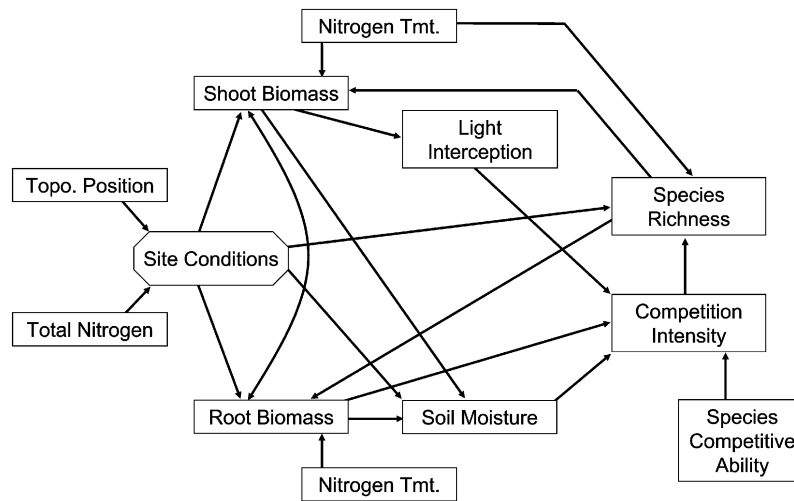 Nitrogen Tmt.
Shoot Biomass
Light
Interception
Topo. Position
Species
Richness
Site Conditions
Total Nitrogen
Competition
Intensity
Root Biomass
Soil Moisture
Species
Competitive
Ability
Nitrogen Tmt.